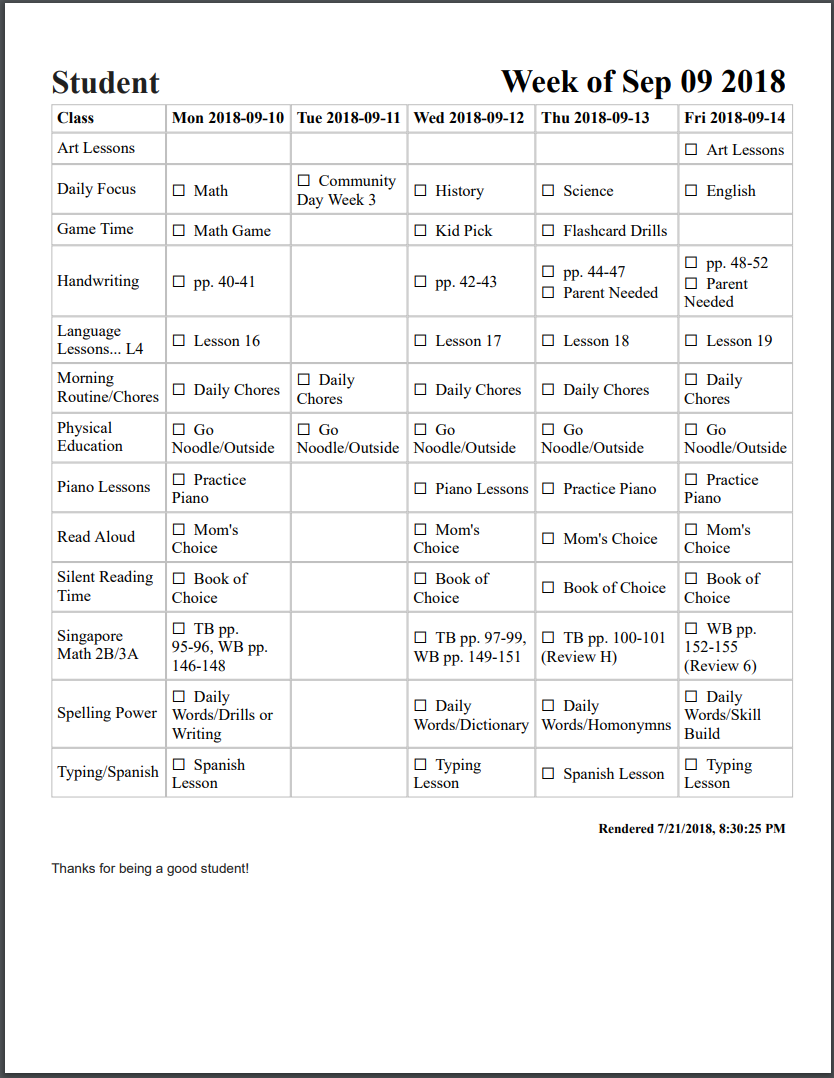 Student Week of Sep 09 2018
Class Mon 2018-09-10 Tue 2018-09-11 Wed 2018-09-12 Thu 2018-09-13 Fri 2018-09-14
Art Lessons ☐ Art Lessons
Daily Focus ☐ Math ☐ Community Day Week 3 ☐ History ☐ Science ☐ English
Game Time ☐ Math Game ☐ Kid Pick ☐ Flashcard Drills
Handwriting ☐ pp. 40-41 ☐ pp. 42-43 ☐ pp. 44-47 ☐ Parent Needed ☐ pp. 48-52 ☐ Parent Needed
Language Lessons... L4 ☐ Lesson 16 ☐ Lesson 17 ☐ Lesson 18 ☐ Lesson 19
Morning Routine/Chores ☐ Daily Chores ☐ Daily Chores ☐ Daily Chores ☐ Daily Chores ☐ Daily Chores
Physical Education ☐ Go Noodle/Outside ☐ Go Noodle/Outside ☐ Go Noodle/Outside ☐ Go Noodle/Outside ☐ Go Noodle/Outside
Piano Lessons ☐ Practice Piano ☐ Piano Lessons ☐ Practice Piano ☐ Practice Piano
Read Aloud ☐ Mom's Choice ☐ Mom's Choice ☐ Mom's Choice ☐ Mom's Choice
Silent Reading Time ☐ Book of Choice ☐ Book of Choice ☐ Book of Choice ☐ Book of Choice
Singapore Math 2B/3A ☐ TB pp. 95-96, WB pp. 146-148 ☐ TB pp. 97-99, WB pp. 149-151 ☐ TB pp. 100-101 (Review H) ☐ WB pp. 152-155 (Review 6)
Spelling Power ☐ Daily Words/Drills or Writing ☐ Daily Words/Dictionary ☐ Daily Words/Homonymns ☐ Daily Words/Skill Build
Typing/Spanish ☐ Spanish Lesson ☐ Typing Lesson ☐ Spanish Lesson ☐ Typing Lesson
Rendered 7/21/2018, 8:30:25 PM
Thanks for being a good student!